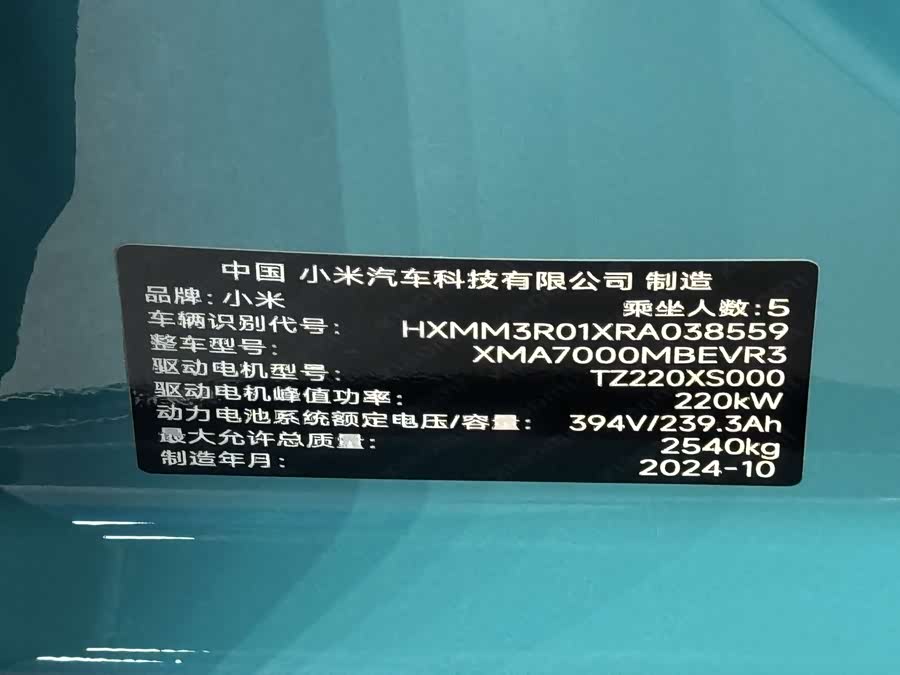 中国 小米汽车科技有限公司 制造
品牌: 小米
乘坐人数: 5
车辆识别代号: HXMM3R01XRA038559
整车型号: XMA7000MBEVR3
驱动电机型号: TZ220XS000
驱动电机峰值功率: 220kW
动力电池系统额定电压/容量: 394V/239.3Ah
最大允许总质量: 2540kg
制造年月: 2024-10